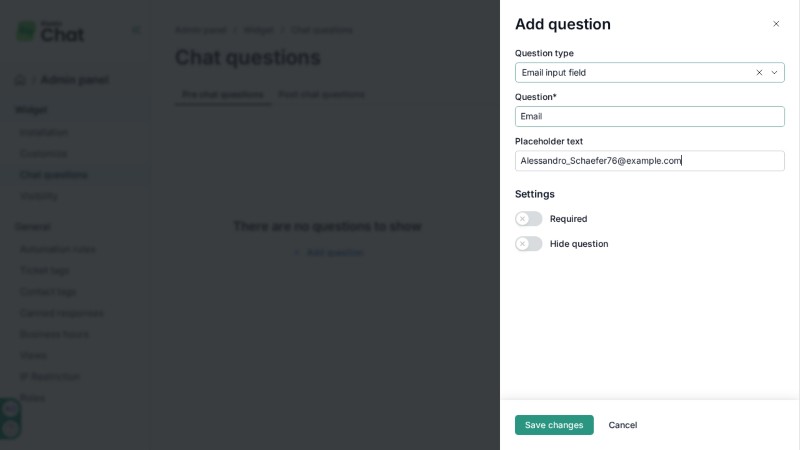 Add question
Question type
Email input field
Question*
Email
Placeholder text
Alessandro_Schaefer76@example.com
Settings
Required
Hide question
Save changes
Cancel
Chat
Admin panel / Widget / Chat questions
Chat questions
Pre chat questions
Post chat questions
There are no questions to show
+ Add question
/ Admin panel
Widget
Installation
Customize
Chat questions
Visibility
General
Automation rules
Ticket tags
Contact tags
Canned responses
Business hours
Views
IP Restriction
Roles